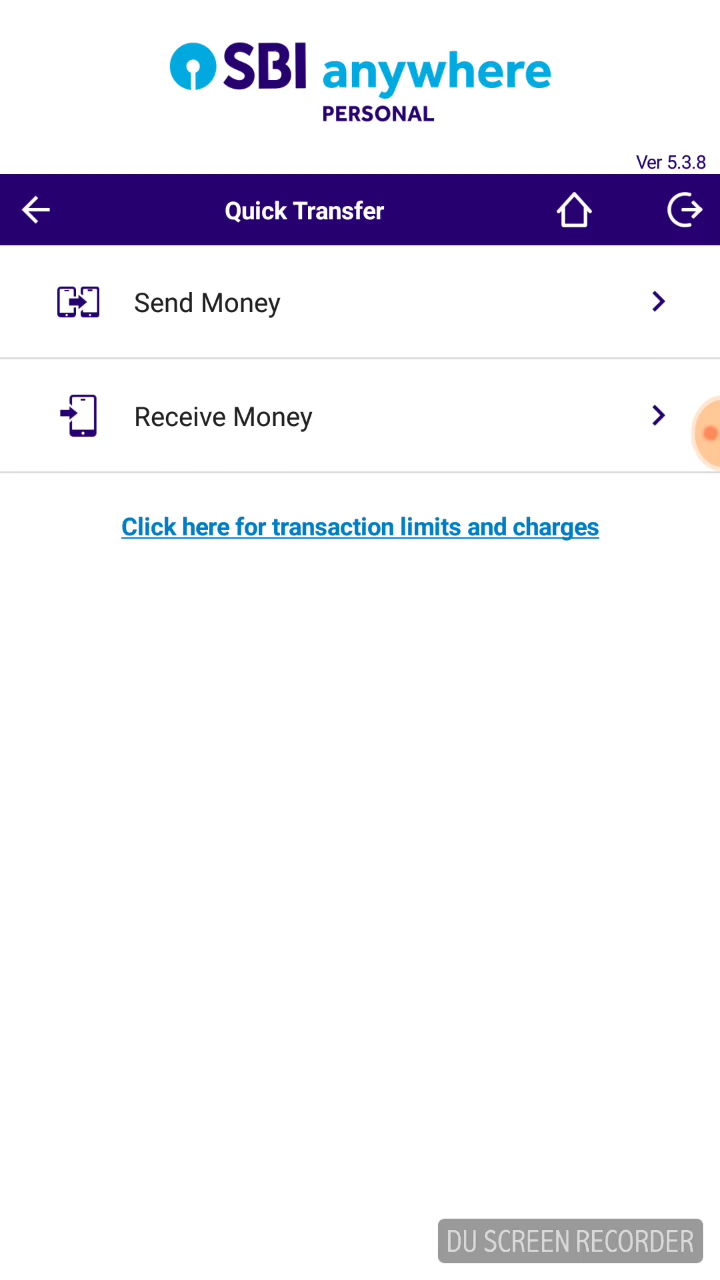 SBI anywhere
PERSONAL
Ver 5.3.8
Quick Transfer
Send Money
Receive Money
Click here for transaction limits and charges
DU SCREEN RECORDER